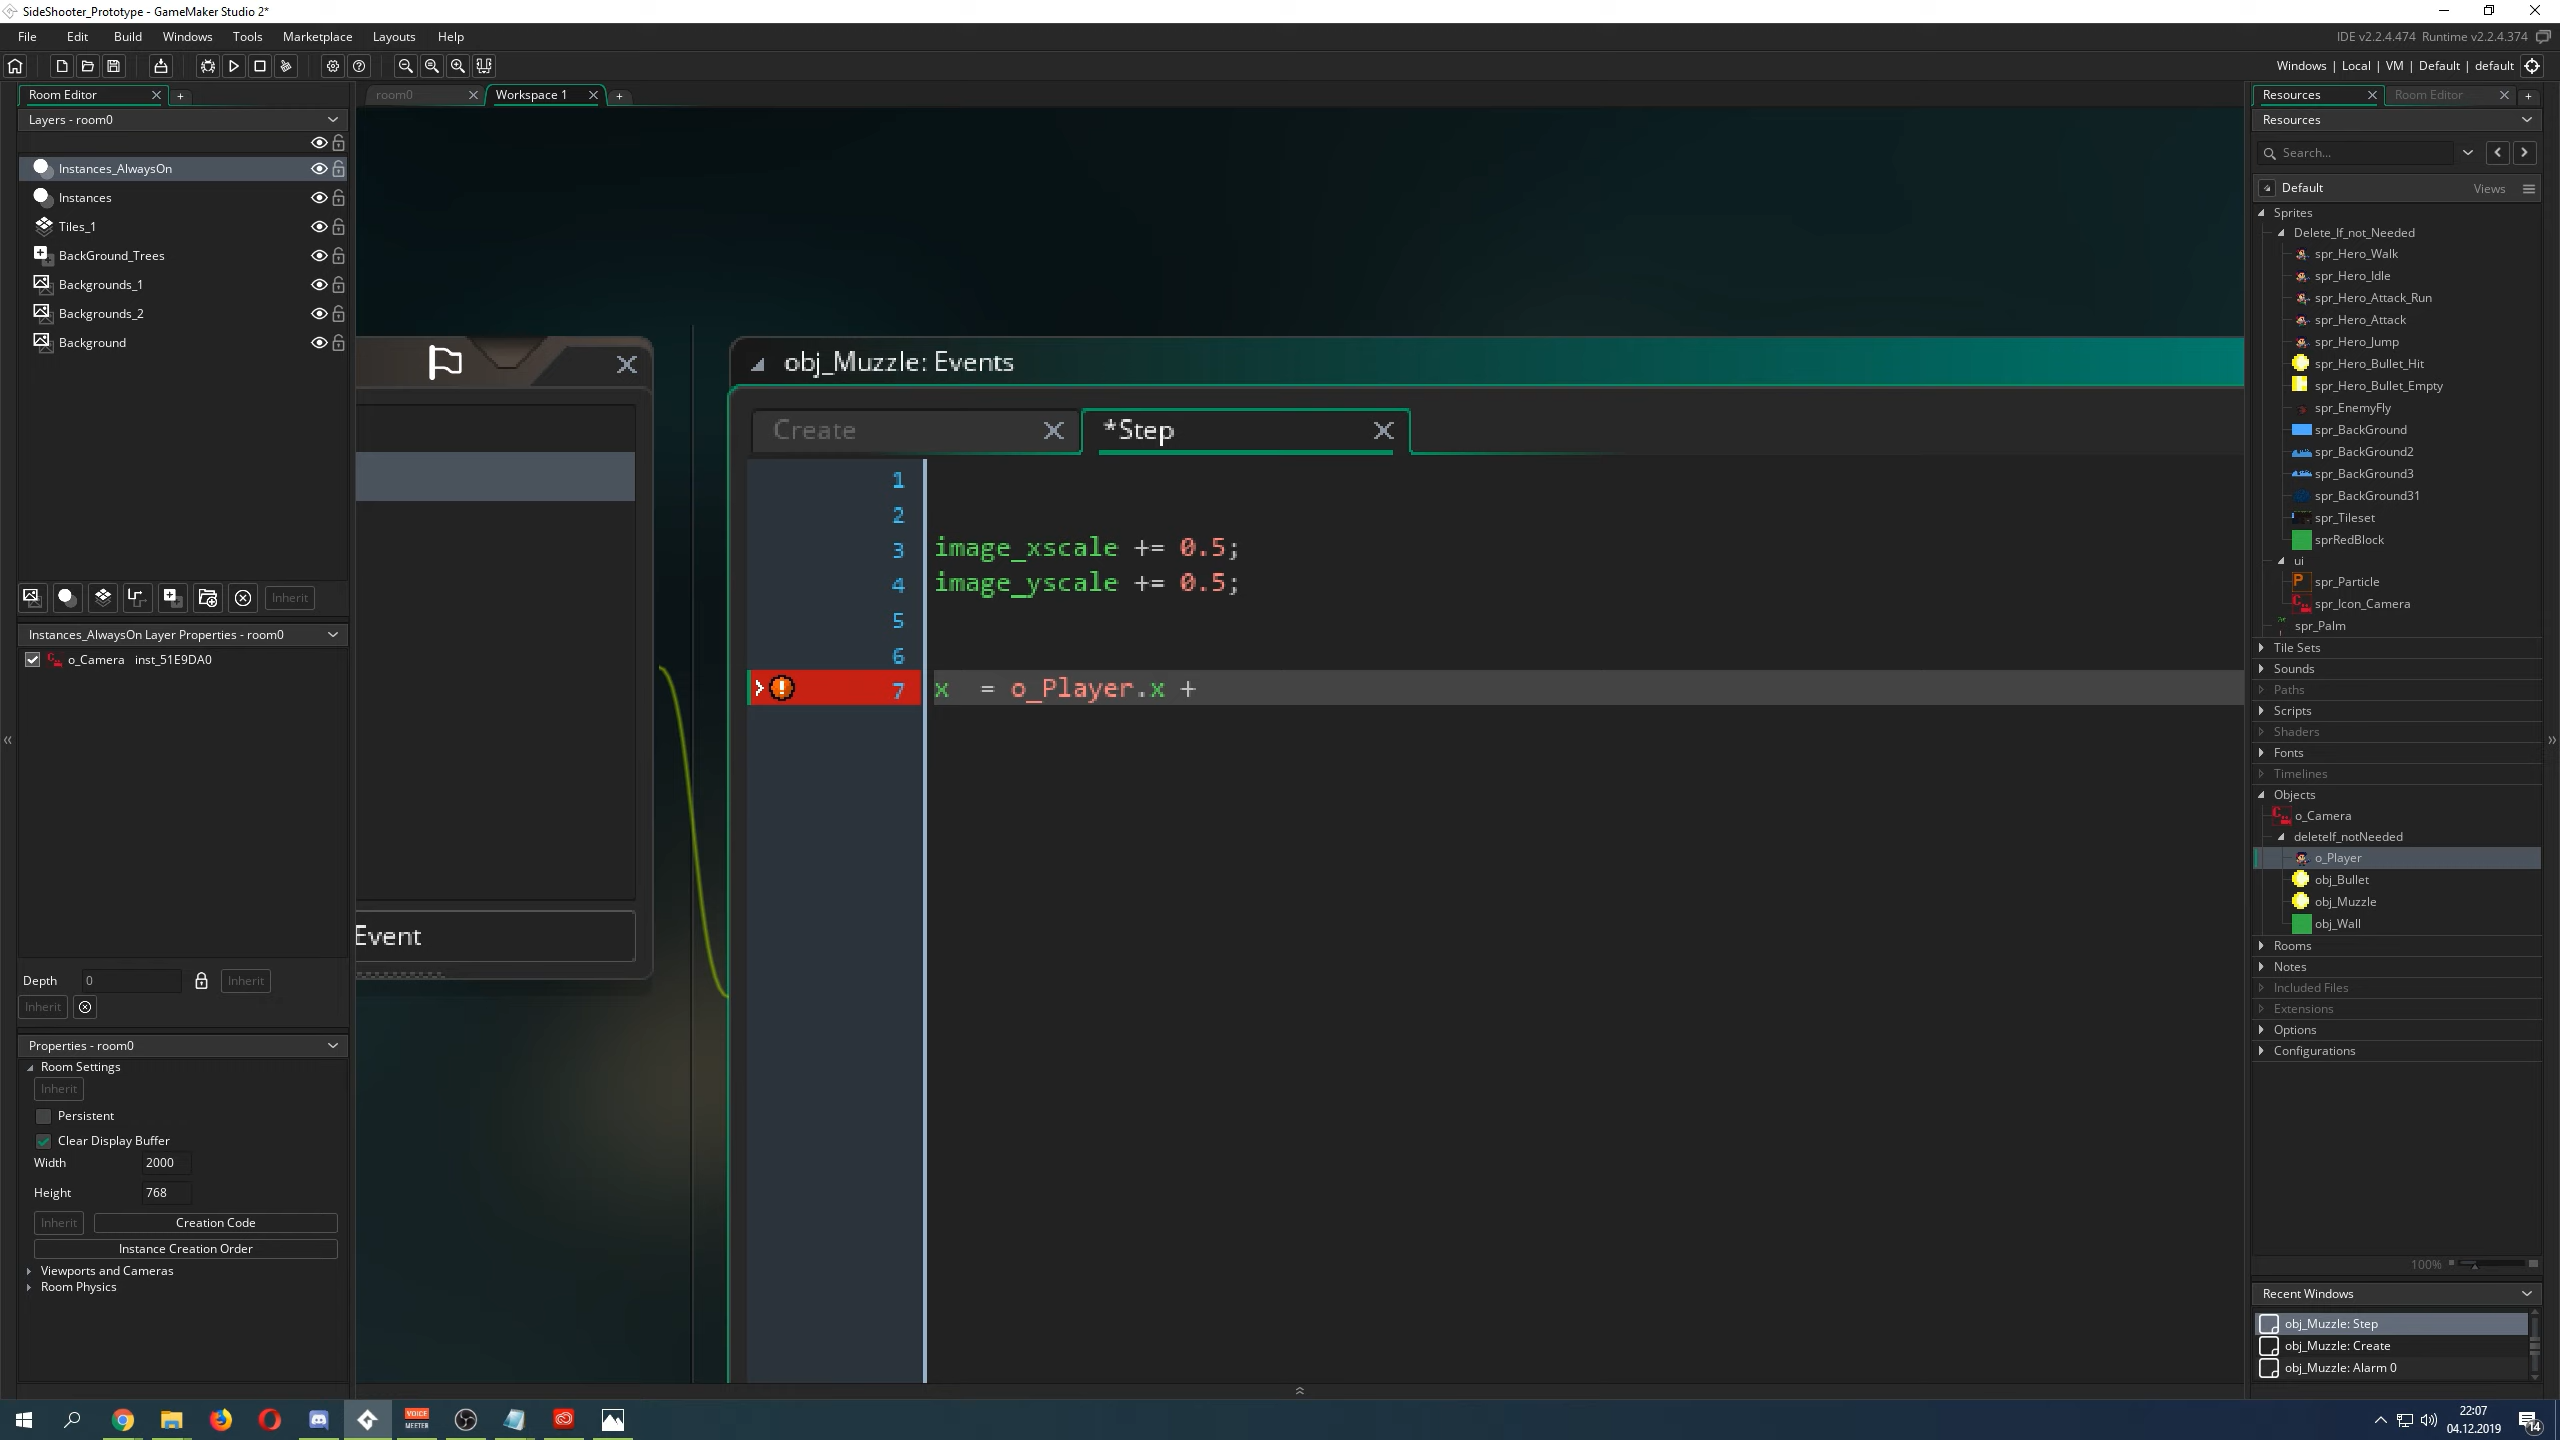 SideShooter_Prototype - GameMaker Studio 2*
File Edit Build Windows Tools Marketplace Layouts Help
IDE v2.2.4.474 Runtime v2.2.4.374
Windows | Local | VM | Default | default
Room Editor
Layers - room0
Instances_AlwaysOn
Instances
Tiles_1
BackGround_Trees
Backgrounds_1
Backgrounds_2
Background
Inherit
Instances_AlwaysOn Layer Properties - room0
o_Camera inst_51E9DA0
Depth 0 Inherit
Inherit
Properties - room0
Room Settings
Inherit
Persistent
Clear Display Buffer
Width 2000
Height 768
Inherit Creation Code
Instance Creation Order
Viewports and Cameras
Room Physics
room0 Workspace 1
Event
obj_Muzzle: Events
Create *Step
1
2
3 image_xscale += 0.5;
4 image_yscale += 0.5;
5
6
7 x = o_Player.x +
Resources Room Editor
Resources
Search...
Default Views
Sprites
Delete_If_not_Needed
spr_Hero_Walk
spr_Hero_Idle
spr_Hero_Attack_Run
spr_Hero_Attack
spr_Hero_Jump
spr_Hero_Bullet_Hit
spr_Hero_Bullet_Empty
spr_EnemyFly
spr_BackGround
spr_BackGround2
spr_BackGround3
spr_BackGround31
spr_Tileset
sprRedBlock
ui
spr_Particle
spr_Icon_Camera
spr_Palm
Tile Sets
Sounds
Paths
Scripts
Shaders
Fonts
Timelines
Objects
o_Camera
deleteIf_notNeeded
o_Player
obj_Bullet
obj_Muzzle
obj_Wall
Rooms
Notes
Included Files
Extensions
Options
Configurations
100%
Recent Windows
obj_Muzzle: Step
obj_Muzzle: Create
obj_Muzzle: Alarm 0
VOICE
MEETER
22:07
04.12.2019
14